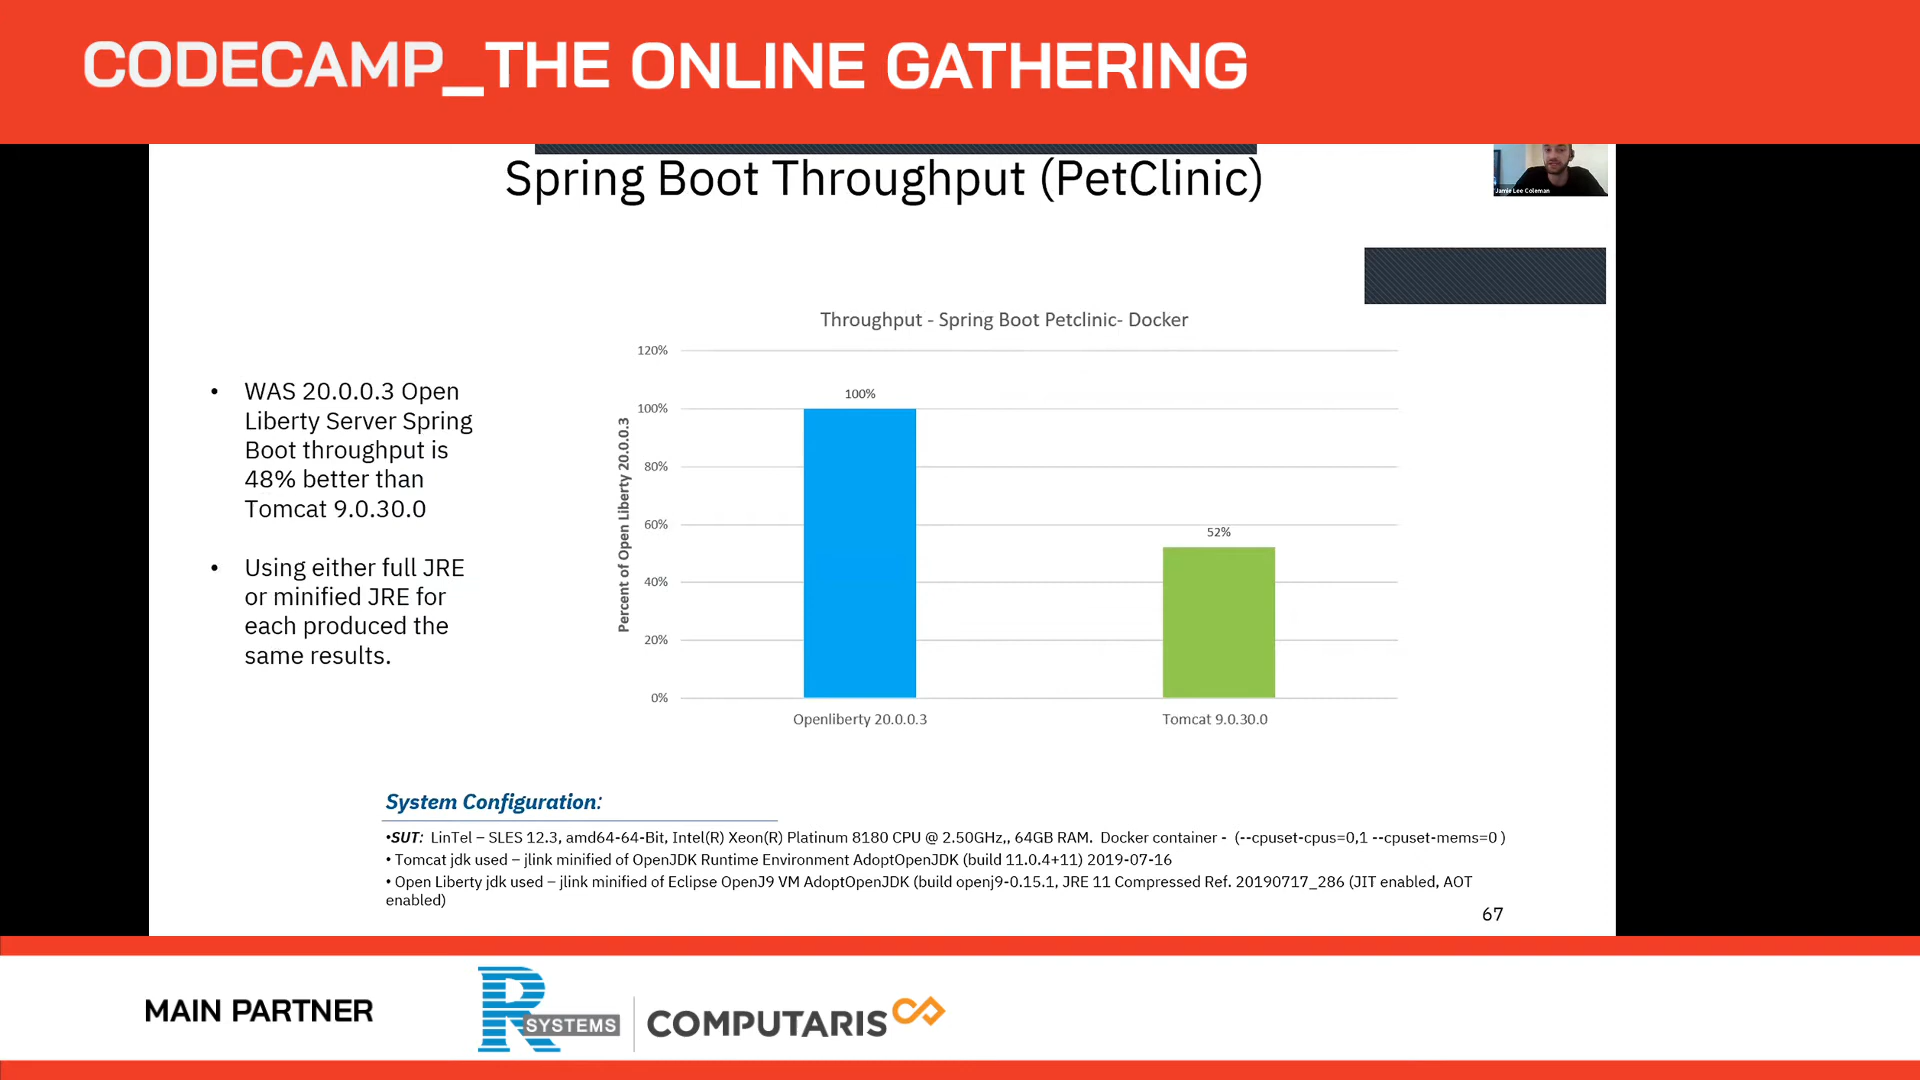 CODECAMP_THE ONLINE GATHERING
Spring Boot Throughput (PetClinic)
Jamie Lee Coleman
• WAS 20.0.0.3 Open
Liberty Server Spring
Boot throughput is
48% better than
Tomcat 9.0.30.0
• Using either full JRE
or minified JRE for
each produced the
same results.
Throughput - Spring Boot Petclinic- Docker
Percent of Open Liberty 20.0.0.3
120%
100%
80%
60%
40%
20%
0%
100%
52%
Openliberty 20.0.0.3
Tomcat 9.0.30.0
System Configuration:
•SUT: LinTel – SLES 12.3, amd64-64-Bit, Intel(R) Xeon(R) Platinum 8180 CPU @ 2.50GHz,, 64GB RAM. Docker container - (--cpuset-cpus=0,1 --cpuset-mems=0 )
• Tomcat jdk used – jlink minified of OpenJDK Runtime Environment AdoptOpenJDK (build 11.0.4+11) 2019-07-16
• Open Liberty jdk used – jlink minified of Eclipse OpenJ9 VM AdoptOpenJDK (build openj9-0.15.1, JRE 11 Compressed Ref. 20190717_286 (JIT enabled, AOT
enabled)
67
MAIN PARTNER
R SYSTEMS
COMPUTARIS